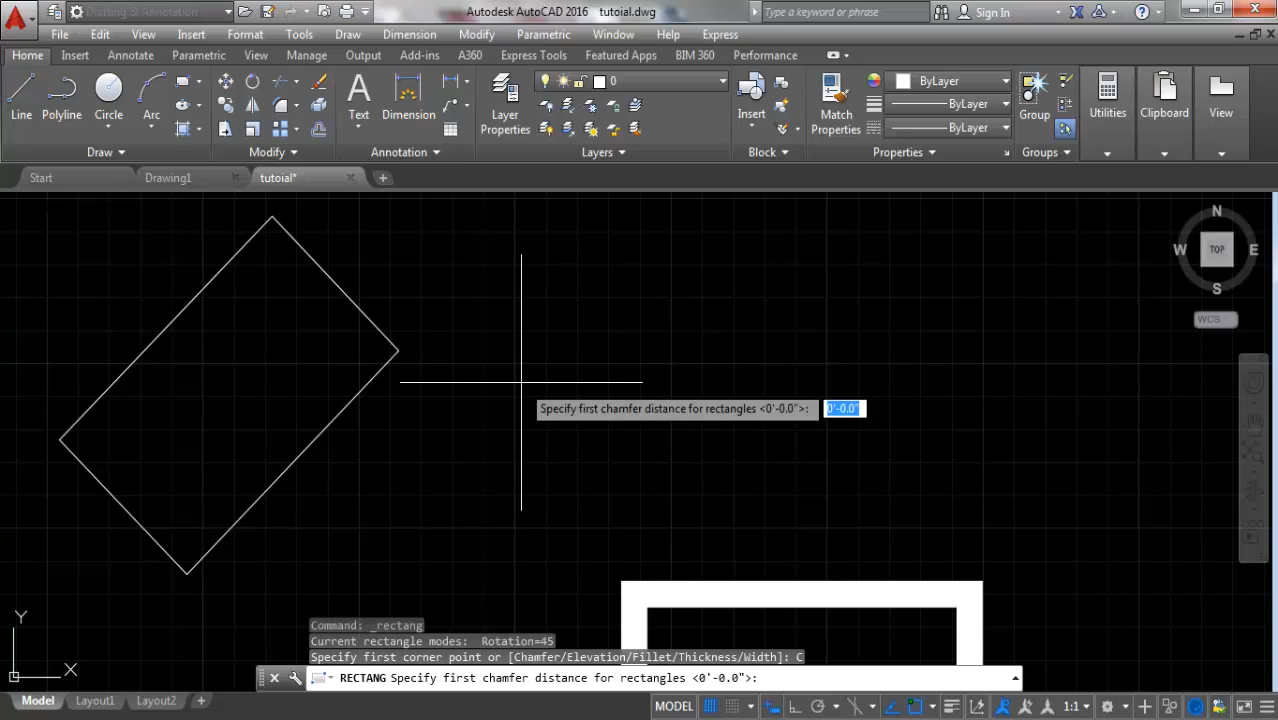 Drafting & Annotation
Autodesk AutoCAD 2016 tutoial.dwg
Type a keyword or phrase
Sign In
File Edit View Insert Format Tools Draw Dimension Modify Parametric Window Help Express
Home Insert Annotate Parametric View Manage Output Add-ins A360 Express Tools Featured Apps BIM 360 Performance
Line Polyline Circle Arc
Text Dimension
Layer Properties
0
Insert
Match Properties
ByLayer
ByLayer
ByLayer
Group
Utilities
Clipboard
View
Draw Modify Annotation Layers Block Properties Groups
Start Drawing1 tutoial*
N
W TOP E
S
WCS
Specify first chamfer distance for rectangles <0'-0.0">: 0'-0.0"
Y
X
Command: _rectang
Current rectangle modes: Rotation=45
Specify first corner point or [Chamfer/Elevation/Fillet/Thickness/Width]: C
RECTANG Specify first chamfer distance for rectangles <0'-0.0">:
Model Layout1 Layout2
MODEL
1:1